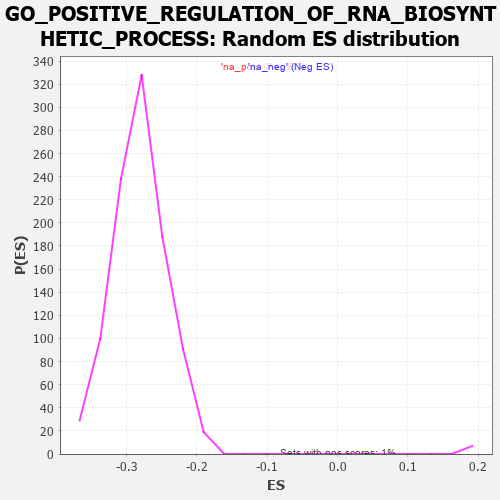 GO_POSITIVE_REGULATION_OF_RNA_BIOSYNT
HETIC_PROCESS: Random ES distribution
'na_p 'na_neg' (Neg ES)
340
320
300
280
260
240
220
200
180
160
140
120
100
80
60
40
20
0
P(ES)
Sets with pos scores: 1%
-0.3 -0.2 -0.1 0.0 0.1 0.2
ES